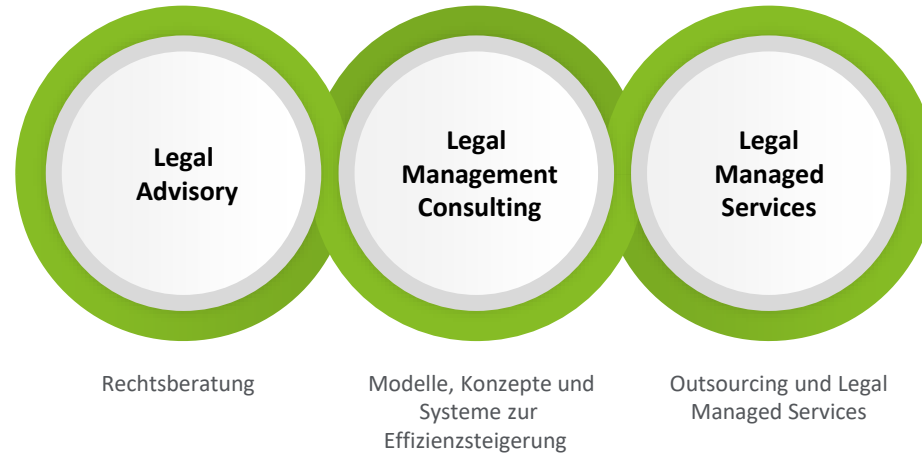 Legal
Advisory
Legal
Management
Consulting
Legal
Managed
Services
Rechtsberatung
Modelle, Konzepte und
Systeme zur
Effizienzsteigerung
Outsourcing und Legal
Managed Services